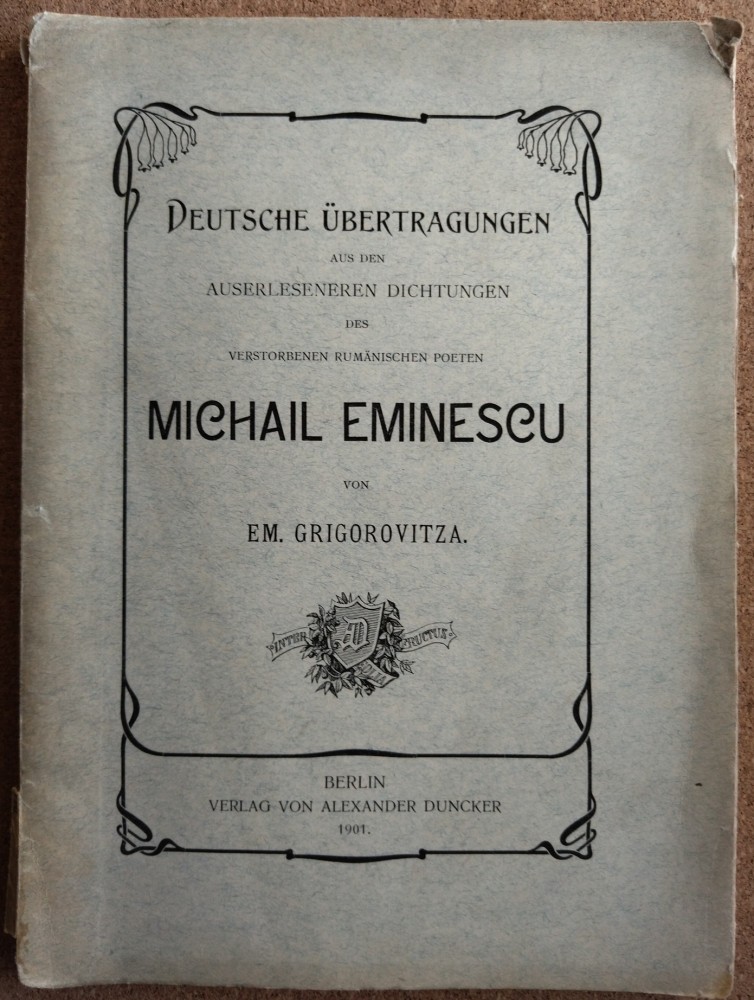 DEUTSCHE ÜBERTRAGUNGEN
AUS DEN
AUSERLESENEREN DICHTUNGEN
DES
VERSTORBENEN RUMÄNISCHEN POETEN
MICHAIL EMINESCU
VON
EM. GRIGOROVITZA.
INTER
D
FRUCTUS
FOLIA
BERLIN
VERLAG VON ALEXANDER DUNCKER
1901.